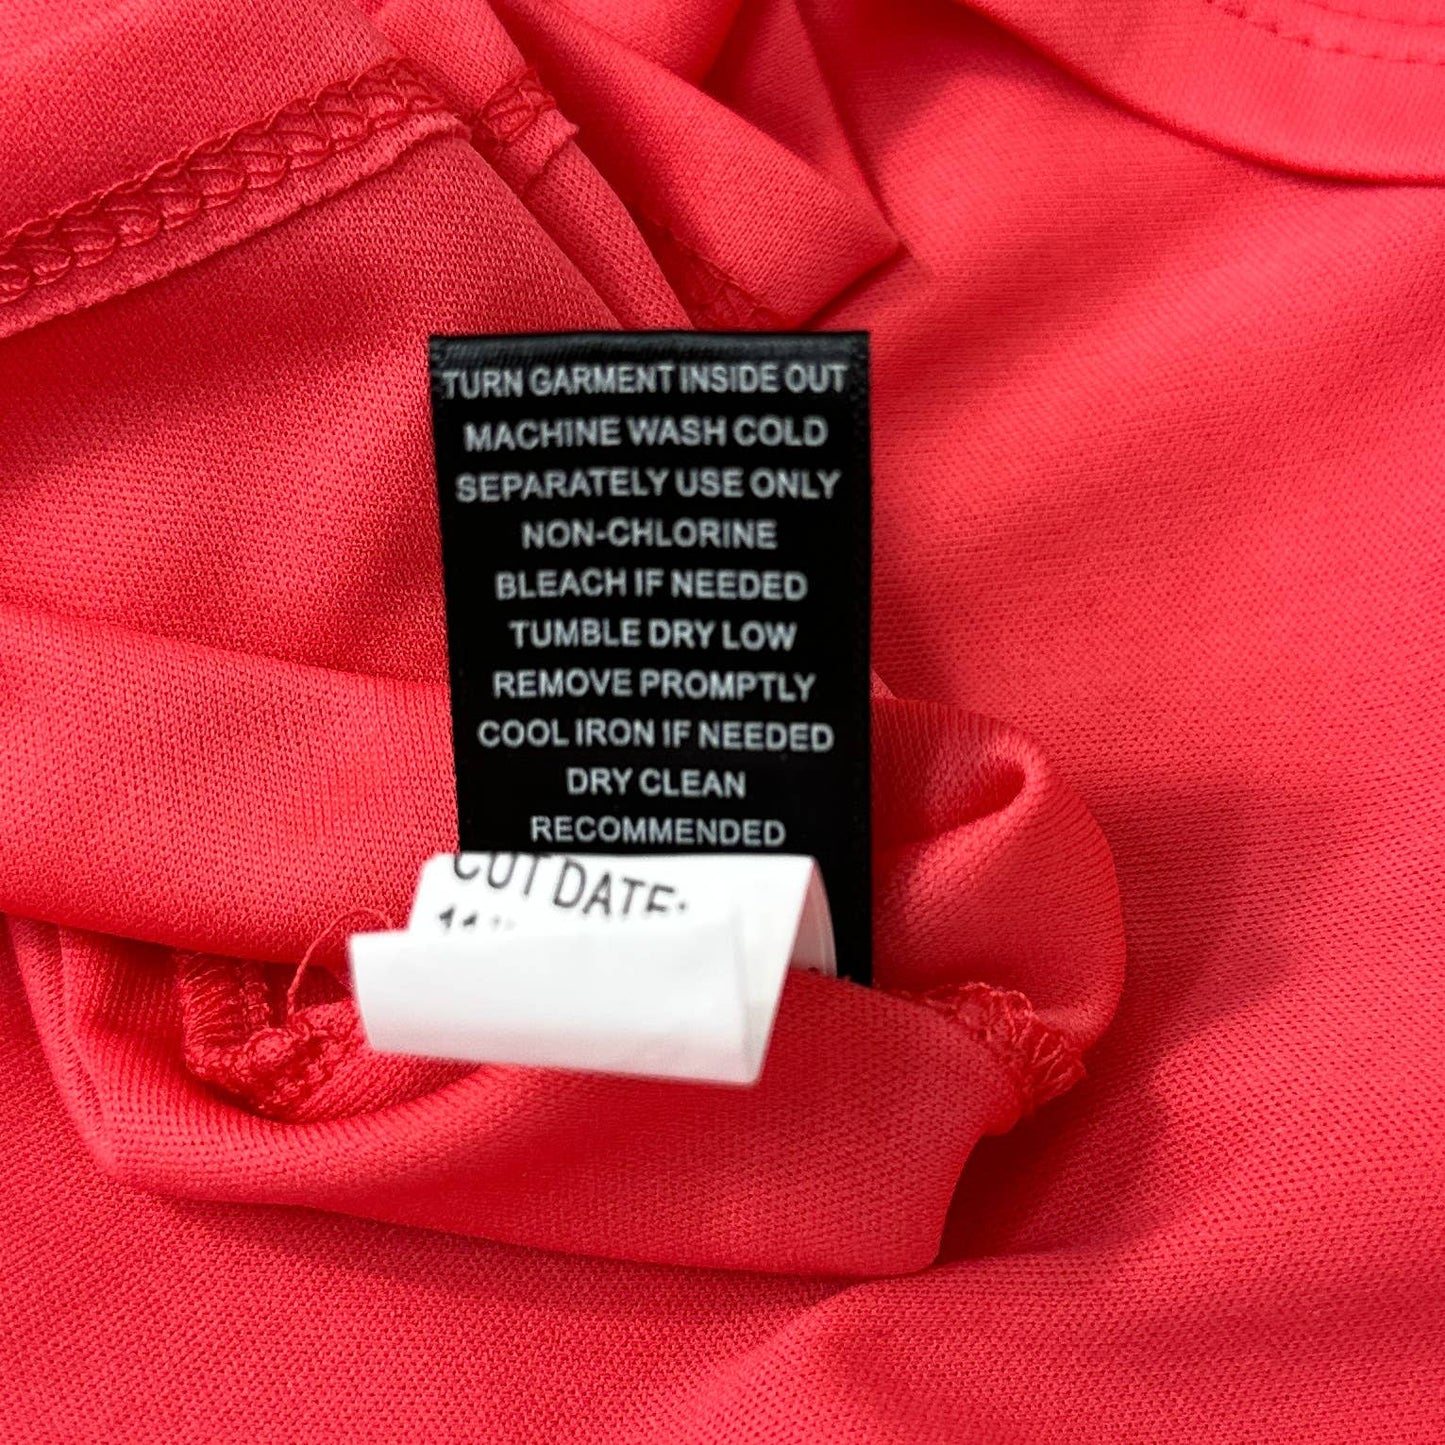 TURN GARMENT INSIDE OUT
MACHINE WASH COLD
SEPARATELY USE ONLY
NON-CHLORINE
BLEACH IF NEEDED
TUMBLE DRY LOW
REMOVE PROMPTLY
COOL IRON IF NEEDED
DRY CLEAN
RECOMMENDED
CUT DATE: